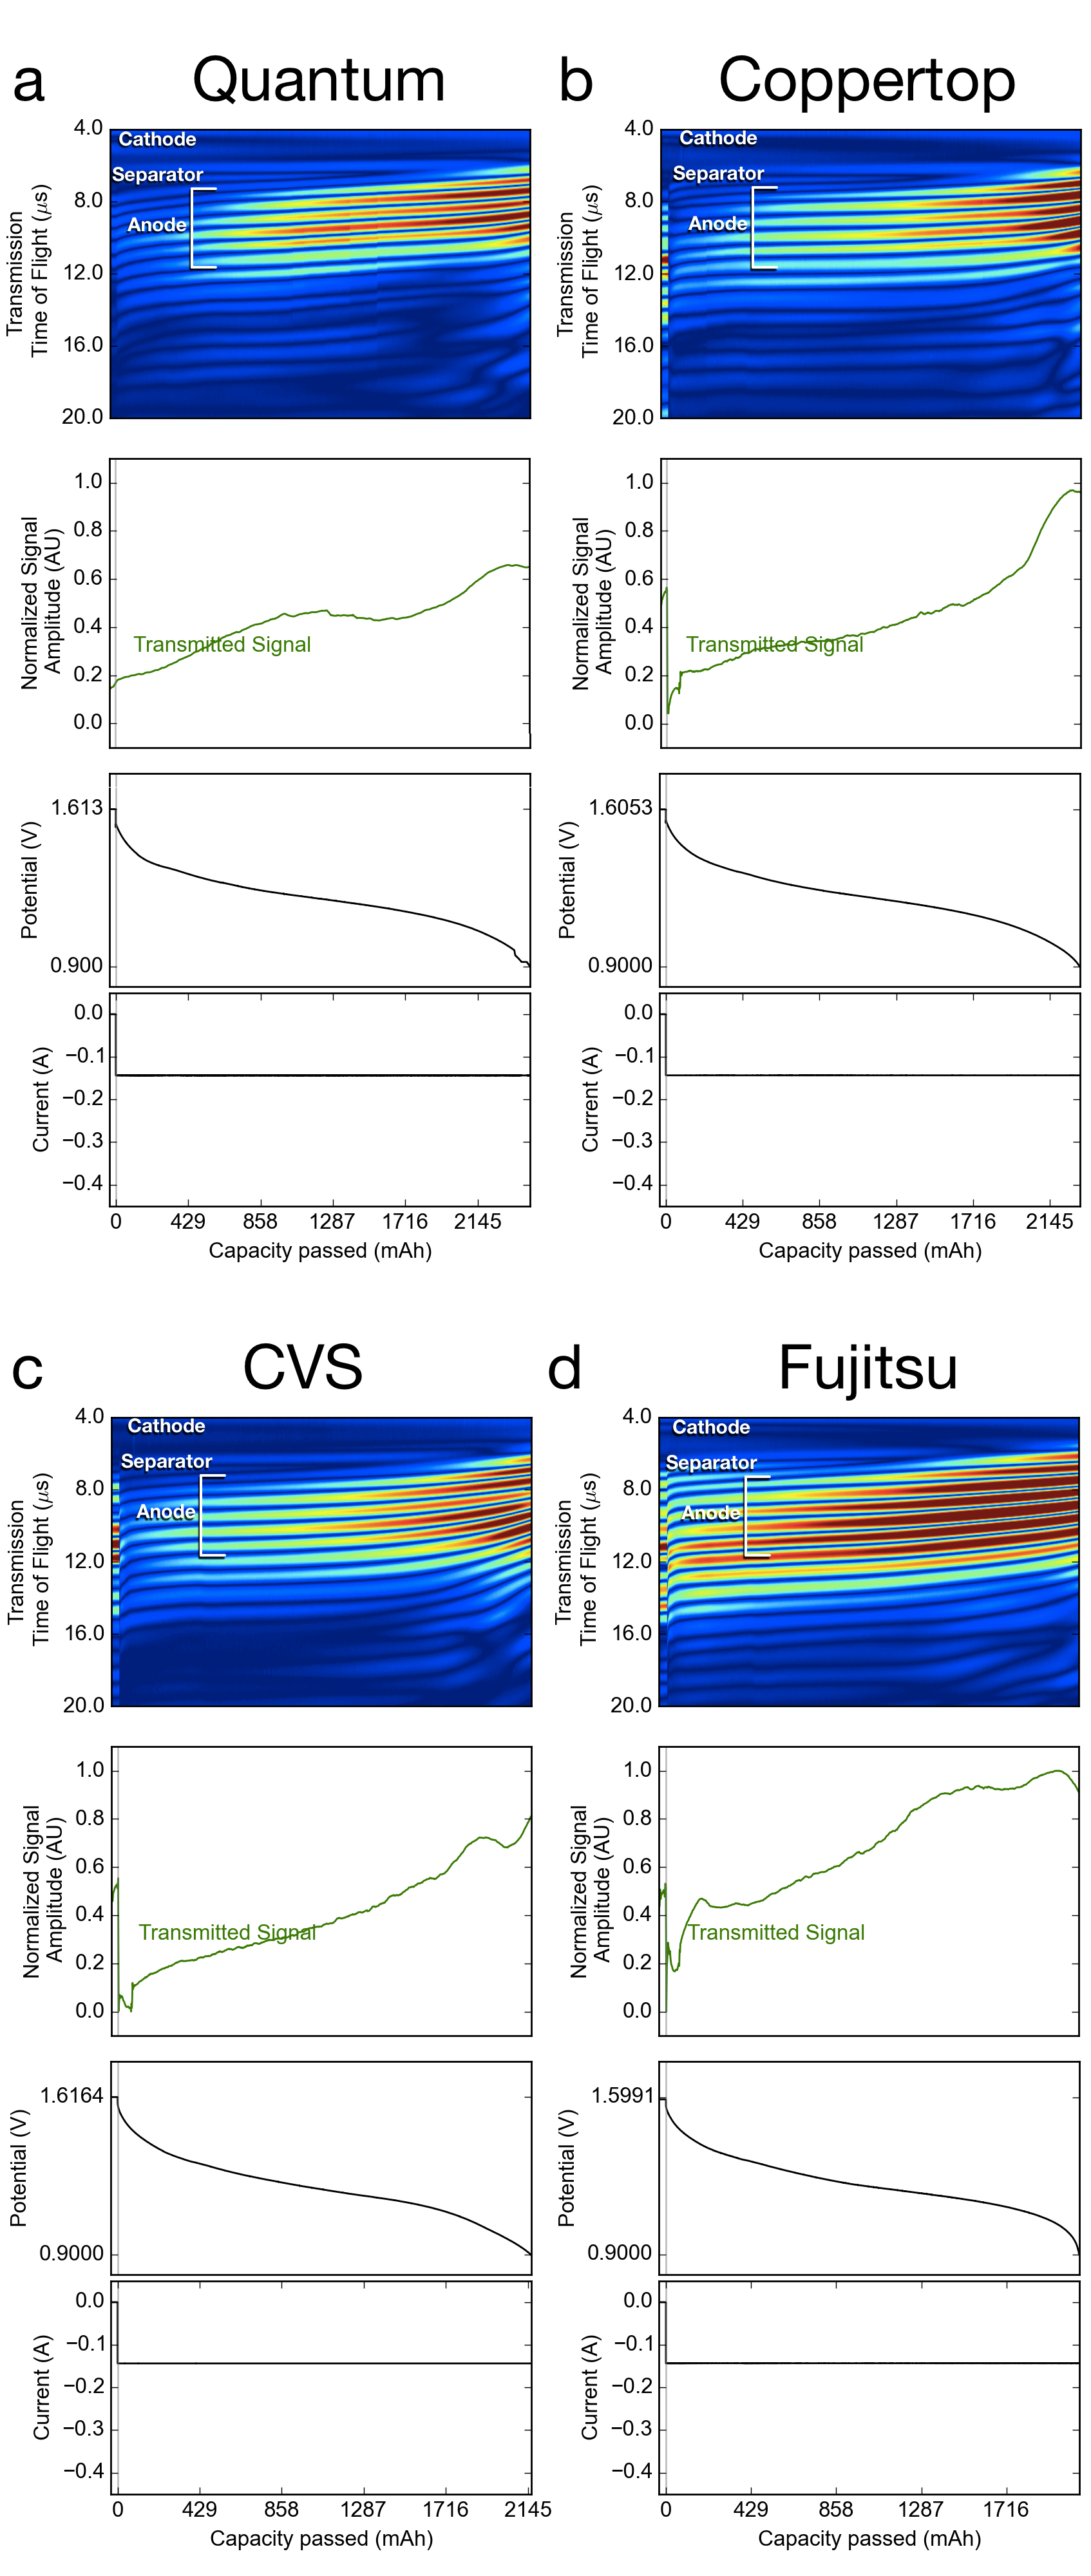 a
Quantum
4.0
8.0
12.0
16.0
20.0
Transmission
Time of Flight (μs)
Cathode
Separator
Anode
1.0
0.8
0.6
0.4
0.2
0.0
Normalized Signal
Amplitude (AU)
Transmitted Signal
1.613
0.900
Potential (V)
0.0
−0.1
−0.2
−0.3
−0.4
Current (A)
0 429 858 1287 1716 2145
Capacity passed (mAh)
b
Coppertop
4.0
8.0
12.0
16.0
20.0
Transmission
Time of Flight (μs)
Cathode
Separator
Anode
1.0
0.8
0.6
0.4
0.2
0.0
Normalized Signal
Amplitude (AU)
Transmitted Signal
1.6053
0.9000
Potential (V)
0.0
−0.1
−0.2
−0.3
−0.4
Current (A)
0 429 858 1287 1716 2145
Capacity passed (mAh)
c
CVS
4.0
8.0
12.0
16.0
20.0
Transmission
Time of Flight (μs)
Cathode
Separator
Anode
1.0
0.8
0.6
0.4
0.2
0.0
Normalized Signal
Amplitude (AU)
Transmitted Signal
1.6164
0.9000
Potential (V)
0.0
−0.1
−0.2
−0.3
−0.4
Current (A)
0 429 858 1287 1716 2145
Capacity passed (mAh)
d
Fujitsu
4.0
8.0
12.0
16.0
20.0
Transmission
Time of Flight (μs)
Cathode
Separator
Anode
1.0
0.8
0.6
0.4
0.2
0.0
Normalized Signal
Amplitude (AU)
Transmitted Signal
1.5991
0.9000
Potential (V)
0.0
−0.1
−0.2
−0.3
−0.4
Current (A)
0 429 858 1287 1716
Capacity passed (mAh)